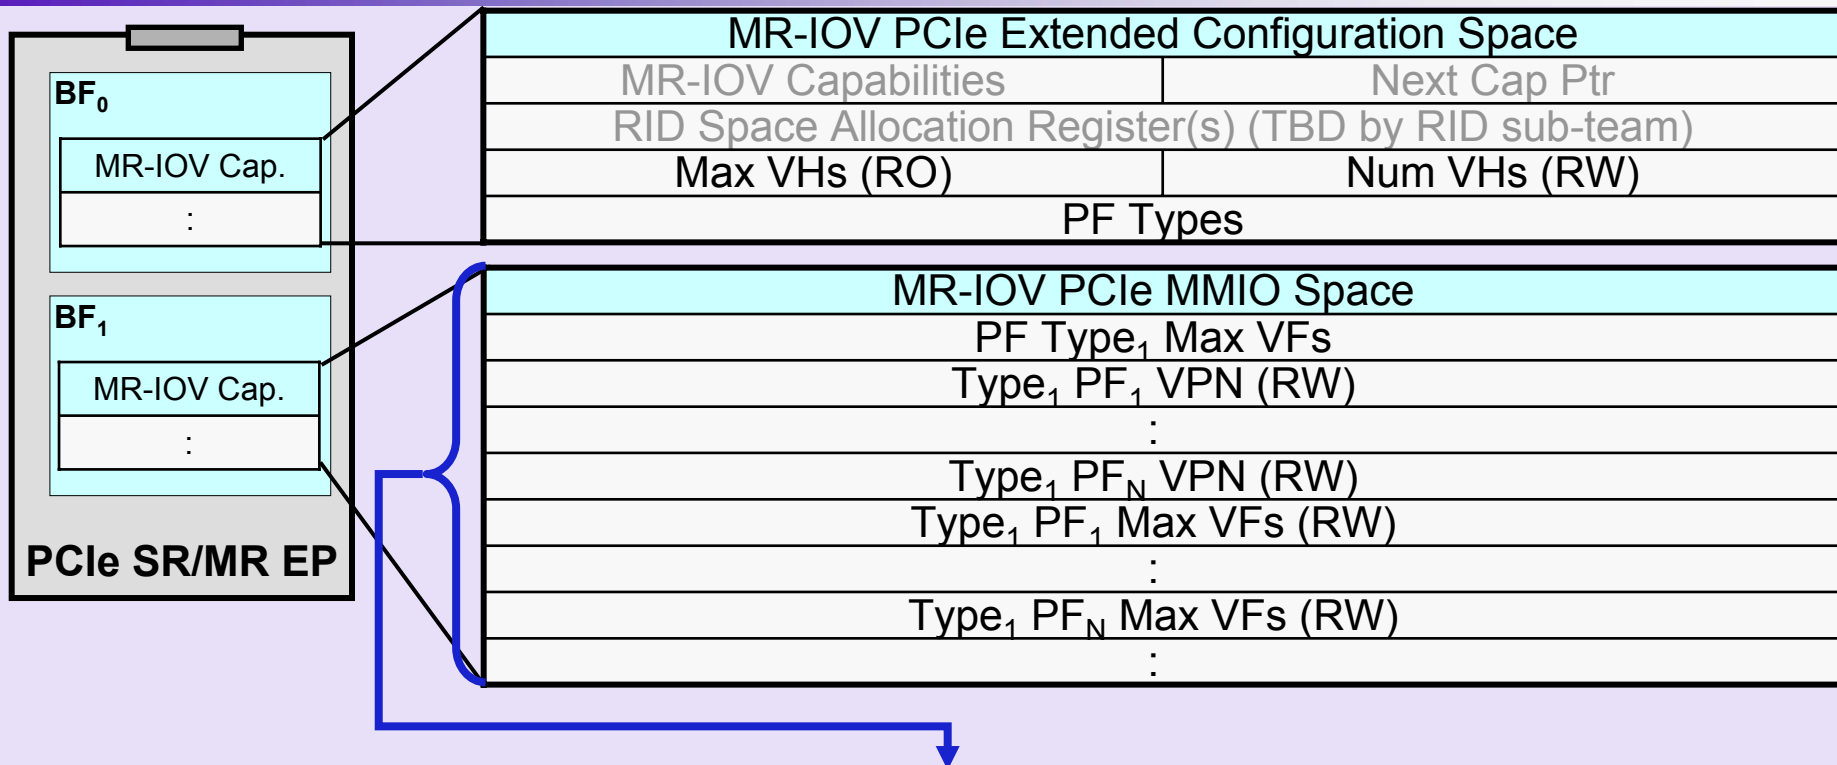 BF₀
MR-IOV Cap.
:
BF₁
MR-IOV Cap.
:
PCIe SR/MR EP
MR-IOV PCIe Extended Configuration Space
MR-IOV Capabilities Next Cap Ptr
RID Space Allocation Register(s) (TBD by RID sub-team)
Max VHs (RO) Num VHs (RW)
PF Types
MR-IOV PCIe MMIO Space
PF Type₁ Max VFs
Type₁ PF₁ VPN (RW)
:
Type₁ PF_N VPN (RW)
Type₁ PF₁ Max VFs (RW)
:
Type₁ PF_N Max VFs (RW)
: